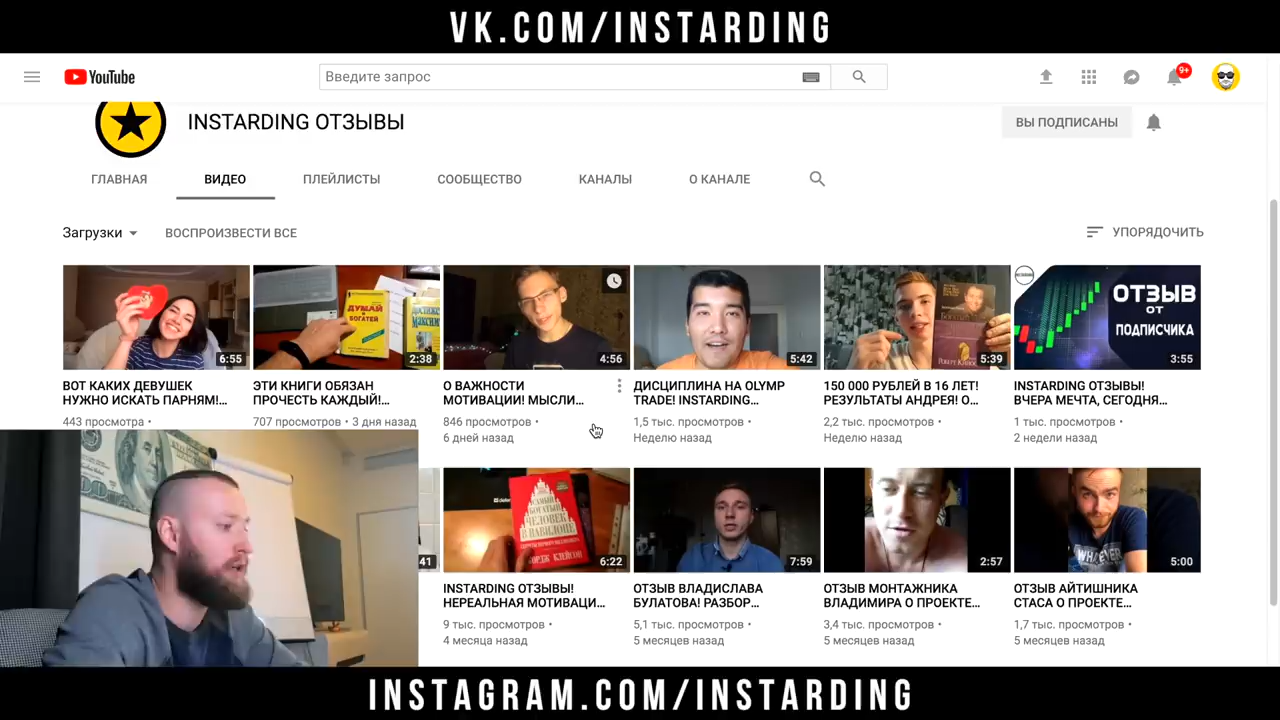 VK.COM/INSTARDING
YouTube
Введите запрос
9+
INSTARDING ОТЗЫВЫ
ВЫ ПОДПИСАНЫ
ГЛАВНАЯ
ВИДЕО
ПЛЕЙЛИСТЫ
СООБЩЕСТВО
КАНАЛЫ
О КАНАЛЕ
Загрузки
ВОСПРОИЗВЕСТИ ВСЕ
УПОРЯДОЧИТЬ
6:55
ДУМАЙ
БОГАТЕЙ
2:38
4:56
5:42
5:39
ОТЗЫВ
ОТ
ПОДПИСЧИКА
3:55
ВОТ КАКИХ ДЕВУШЕК
НУЖНО ИСКАТЬ ПАРНЯМ!...
443 просмотра •
ЭТИ КНИГИ ОБЯЗАН
ПРОЧЕСТЬ КАЖДЫЙ!...
707 просмотров • 3 дня назад
О ВАЖНОСТИ
МОТИВАЦИИ! МЫСЛИ...
846 просмотров •
6 дней назад
ДИСЦИПЛИНА НА OLYMP
TRADE! INSTARDING...
1,5 тыс. просмотров •
Неделю назад
150 000 РУБЛЕЙ В 16 ЛЕТ!
РЕЗУЛЬТАТЫ АНДРЕЯ! О...
2,2 тыс. просмотров •
Неделю назад
INSTARDING ОТЗЫВЫ!
ВЧЕРА МЕЧТА, СЕГОДНЯ...
1 тыс. просмотров •
2 недели назад
41
САМЫЙ
БОГАТЫЙ
ЧЕЛОВЕК
В ВАВИЛОНЕ
6:22
7:59
2:57
5:00
INSTARDING ОТЗЫВЫ!
НЕРЕАЛЬНАЯ МОТИВАЦИ...
9 тыс. просмотров •
4 месяца назад
ОТЗЫВ ВЛАДИСЛАВА
БУЛАТОВА! РАЗБОР...
5,1 тыс. просмотров •
5 месяцев назад
ОТЗЫВ МОНТАЖНИКА
ВЛАДИМИРА О ПРОЕКТЕ...
3,4 тыс. просмотров •
5 месяцев назад
ОТЗЫВ АЙТИШНИКА
СТАСА О ПРОЕКТЕ...
1,7 тыс. просмотров •
5 месяцев назад
INSTAGRAM.COM/INSTARDING